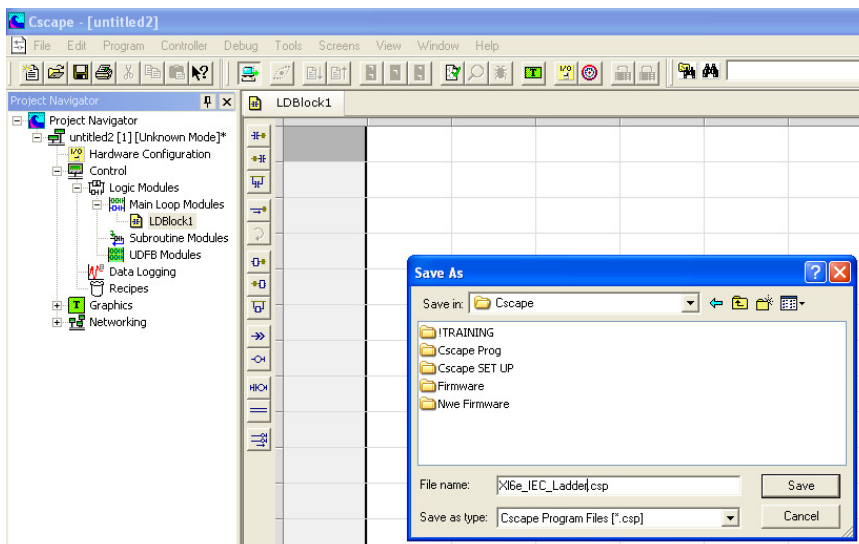 Cscape - [untitled2]
File Edit Program Controller Debug Tools Screens View Window Help
Project Navigator
LDBlock1
Project Navigator
untitled2 [1] [Unknown Mode]*
Hardware Configuration
Control
Logic Modules
Main Loop Modules
LDBlock1
Subroutine Modules
UDFB Modules
Data Logging
Recipes
Graphics
Networking
Save As
Save in: Cscape
!TRAINING
Cscape Prog
Cscape SET UP
Firmware
Nwe Firmware
File name: Xl6e_IEC_Ladder.csp Save
Save as type: Cscape Program Files [*.csp] Cancel